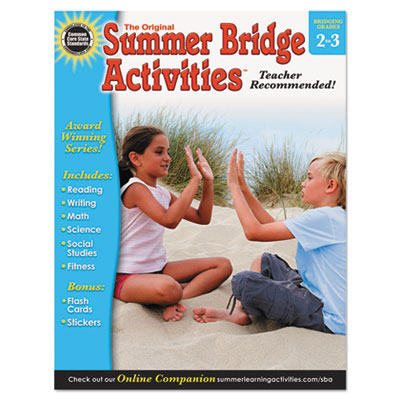 Common
Core State
Standards
The Original
Summer Bridge
Activities™
Teacher
Recommended!
BRIDGING GRADES
2 to 3
Award
Winning
Series!
Includes:
• Reading
• Writing
• Math
• Science
• Social
Studies
• Fitness
Bonus:
• Flash
Cards
• Stickers
Check out our Online Companion summerlearningactivities.com/sba